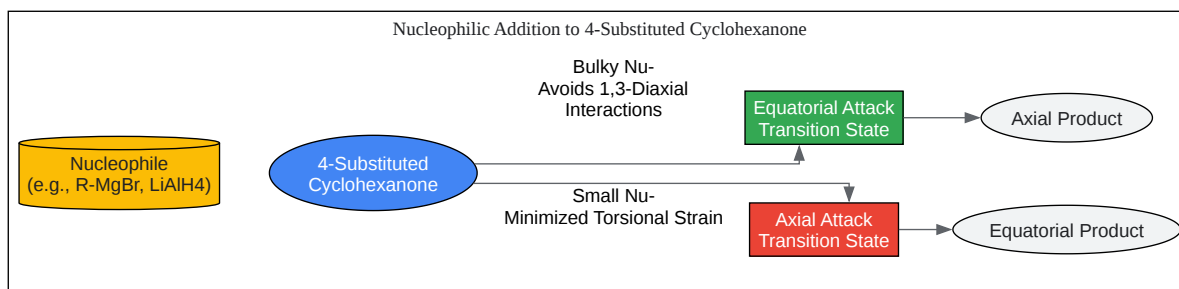 Nucleophilic Addition to 4-Substituted Cyclohexanone
Bulky Nu-
Avoids 1,3-Diaxial
Interactions
Equatorial Attack
Transition State
Axial Product
Nucleophile
(e.g., R-MgBr, LiAlH4)
4-Substituted
Cyclohexanone
Small Nu-
Minimized Torsional Strain
Axial Attack
Transition State
Equatorial Product